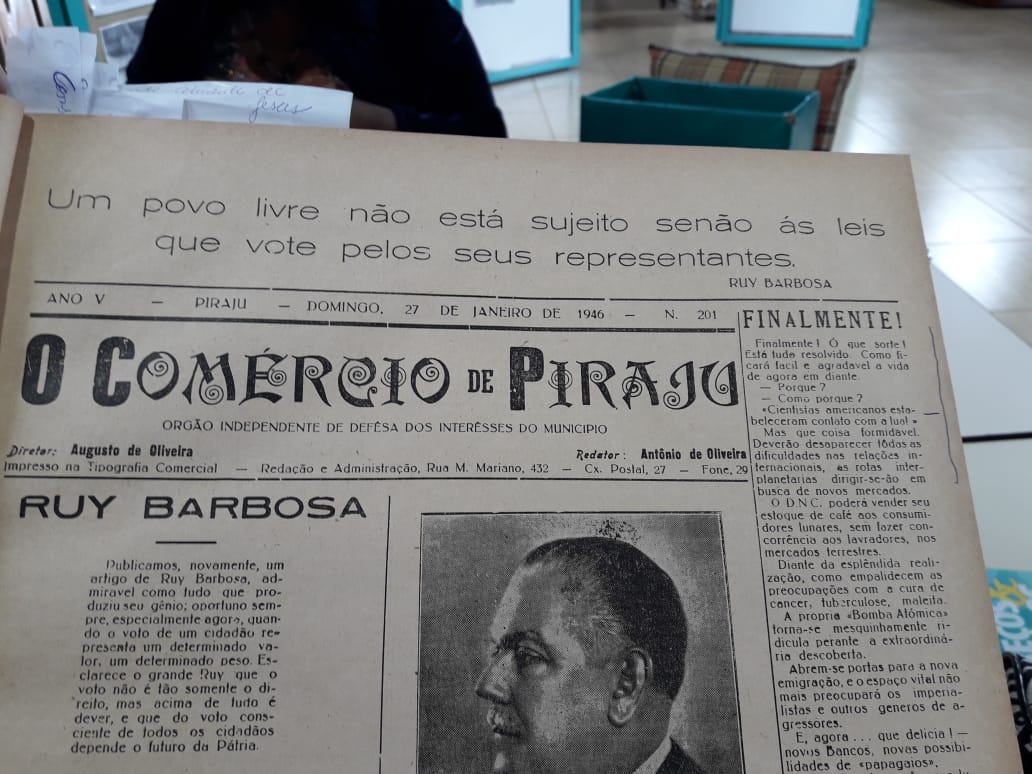 Jesus
Um povo livre não está sujeito senão ás leis
que vote pelos seus representantes.
RUY BARBOSA
ANO V — PIRAJU — DOMINGO, 27 DE JANEIRO DE 1946 — N. 201
O COMÉRCIO DE PIRAJU
ORGÃO INDEPENDENTE DE DEFÊSA DOS INTERÊSSES DO MUNICIPIO
Diretor: Augusto de Oliveira
Redator: Antônio de Oliveira
Impresso na Tipografia Comercial — Redação e Administração, Rua M. Mariano, 432 — Cx. Postal, 27 — Fone, 29
RUY BARBOSA
Publicamos, novamente, um
artigo de Ruy Barbosa, ad-
miravel como tudo que pro-
duziu seu gênio; oportuno sem-
pre, especialmente agora, quan-
do o voto de um cidadão re-
presenta um determinado va-
lor, um determinado peso. Es-
clarece o grande Ruy que o
voto não é tão somente o di-
reito, mas acima de tudo é
dever, e que do voto cons-
ciente de todos os cidadãos
depende o futuro da Pátria.
FINALMENTE!
Finalmente! Ó que sorte!
Está tudo resolvido. Como fi-
cará facil e agradavel a vida
de agora em diante.
— Porque?
— Como porque?
«Cientistas americanos esta-
beleceram contato com a lua!»
Mas que coisa formidável.
Deverão desaparecer tôdas as
dificuldades nas relações in-
ternacionais, as rotas inter-
planetarias dirigir-se-ão em
busca de novos mercados.
O D.N.C. poderá vender seu
estoque de café aos consumi-
dores lunares, sem fazer con-
corrência aos lavradores, nos
mercados terrestres.
Diante da esplêndida reali-
zação, como empalidecem as
preocupações com a cura de
cancer, tuberculose, maleita.
A propria «Bomba Atómica»
torna-se mesquinhamente ri-
dicula perante a extraordiná-
ria descoberta.
Abrem-se portas para a nova
emigração, e o espaço vital não
mais preocupará os imperia-
listas e outros generos de a-
gressores.
E, agora . . . que delicia! —
novos Bancos, novas possibi-
lidades de «papagaios»,